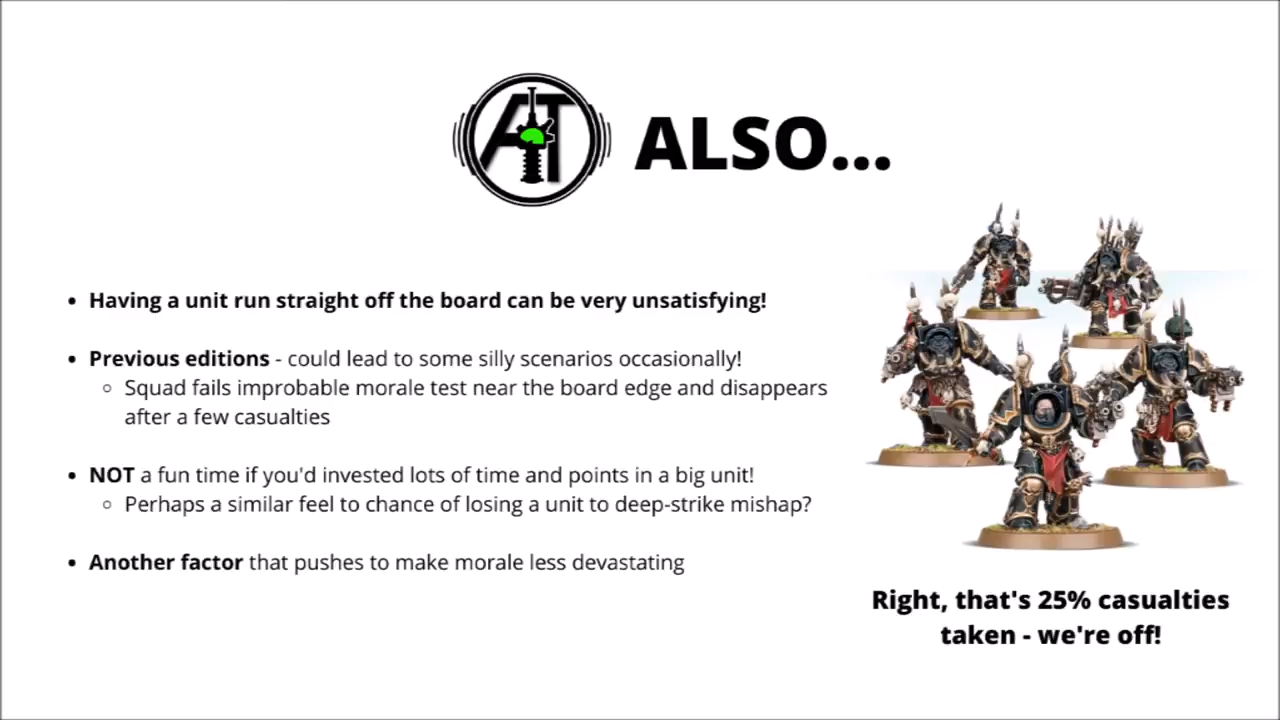 AT
ALSO...
• Having a unit run straight off the board can be very unsatisfying!
• Previous editions - could lead to some silly scenarios occasionally!
◦ Squad fails improbable morale test near the board edge and disappears
after a few casualties
• NOT a fun time if you'd invested lots of time and points in a big unit!
◦ Perhaps a similar feel to chance of losing a unit to deep-strike mishap?
• Another factor that pushes to make morale less devastating
Right, that's 25% casualties
taken - we're off!